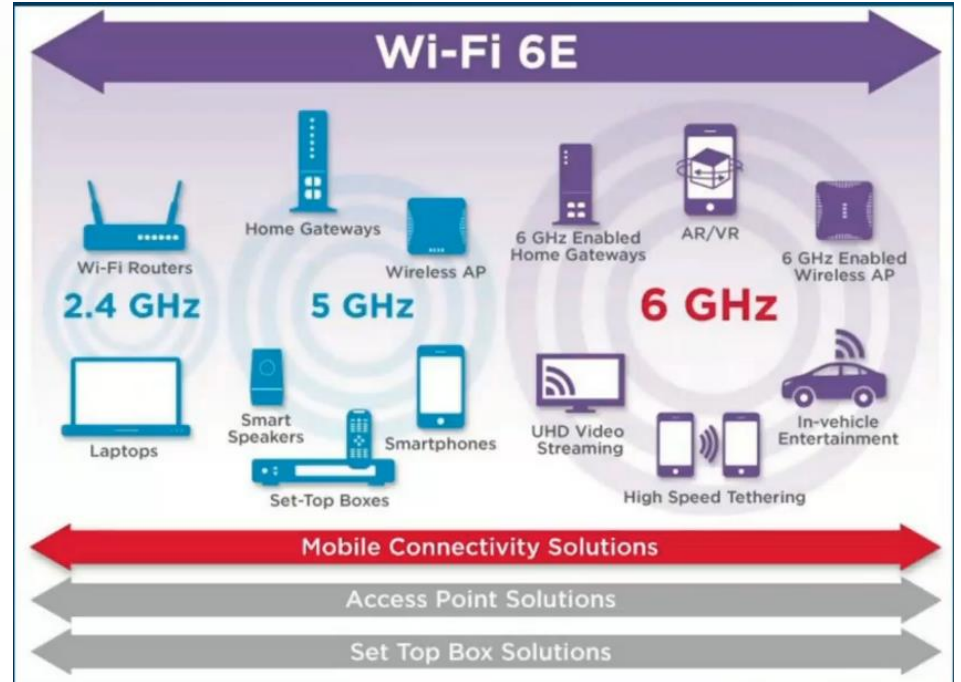 Wi-Fi 6E
Home Gateways
Wi-Fi Routers
Wireless AP
2.4 GHz
5 GHz
Laptops
Smart
Speakers
Smartphones
Set-Top Boxes
6 GHz Enabled
Home Gateways
AR/VR
6 GHz Enabled
Wireless AP
6 GHz
UHD Video
Streaming
High Speed Tethering
In-vehicle
Entertainment
Mobile Connectivity Solutions
Access Point Solutions
Set Top Box Solutions